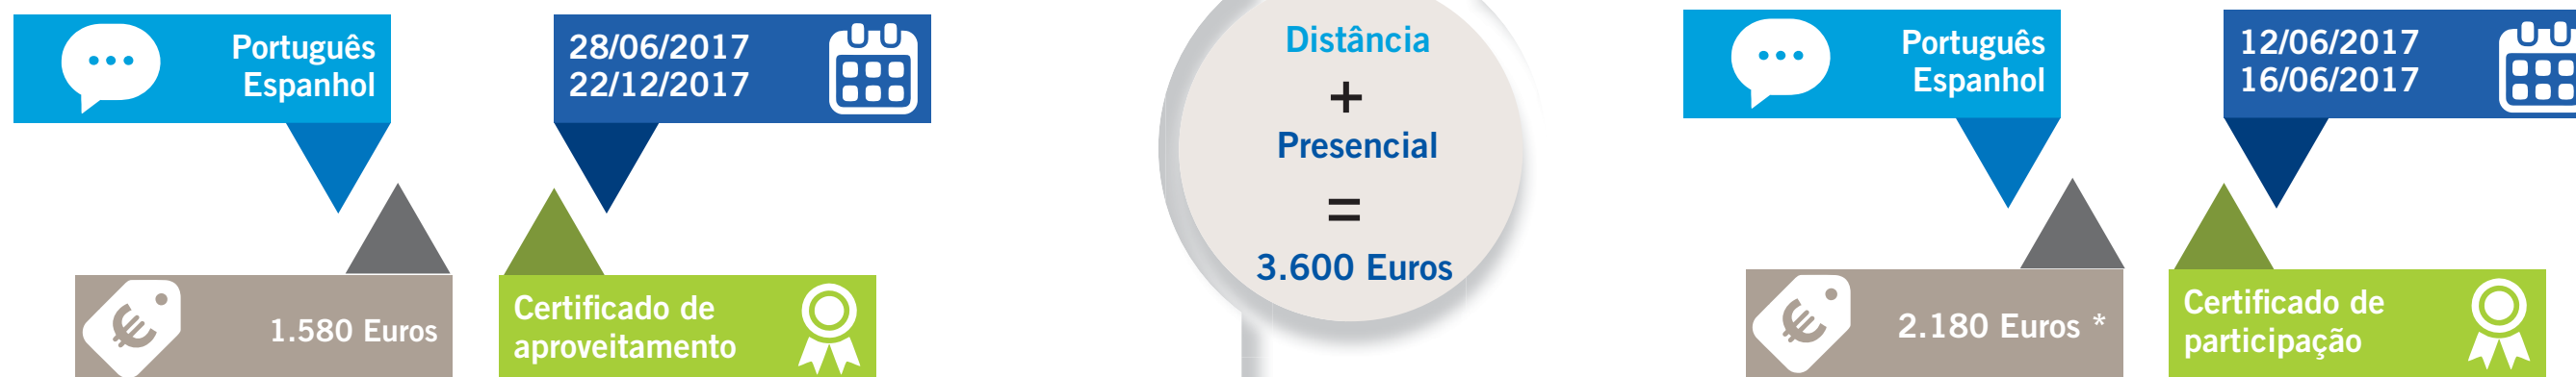 Português
Espanhol
28/06/2017
22/12/2017
1.580 Euros
Certificado de
aproveitamento
Distância
+
Presencial
=
3.600 Euros
Português
Espanhol
12/06/2017
16/06/2017
2.180 Euros *
Certificado de
participação